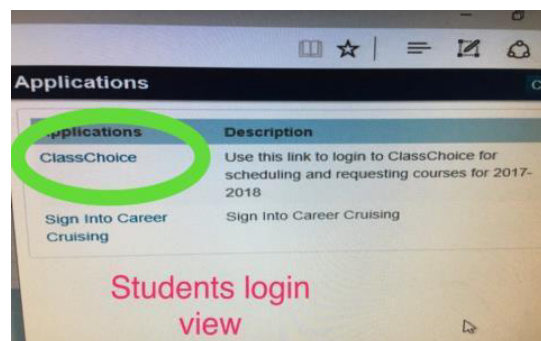 Applications
C
Applications Description
ClassChoice Use this link to login to ClassChoice for
scheduling and requesting courses for 2017-
2018
Sign Into Career Sign Into Career Cruising
Cruising
Students login
view